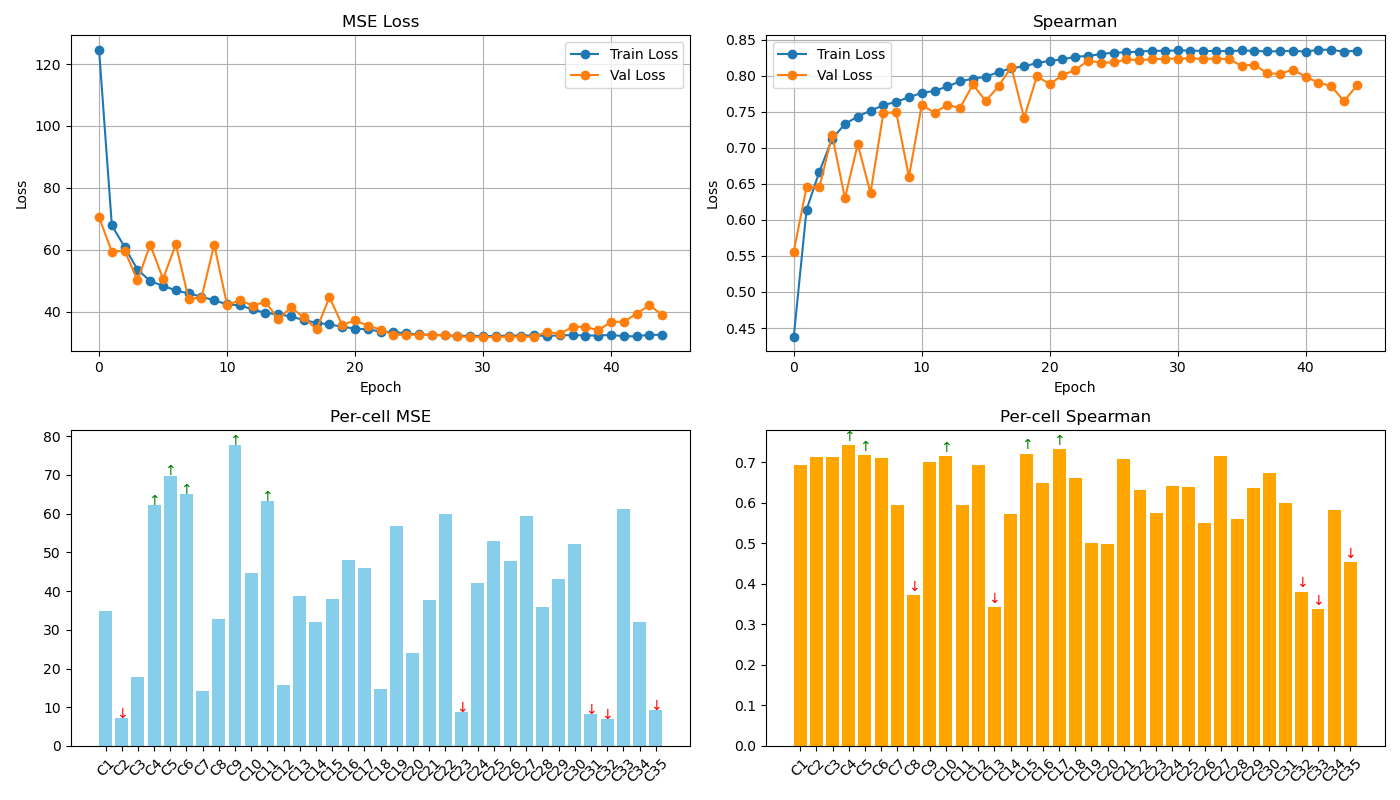 MSE Loss
120
100
80
60
40
Loss
0
10
20
30
40
Epoch
Train Loss
Val Loss
Spearman
0.85
0.80
0.75
0.70
0.65
0.60
0.55
0.50
0.45
Loss
0
10
20
30
40
Epoch
Train Loss
Val Loss
Per-cell MSE
80
70
60
50
40
30
20
10
0
↑ ↑ ↑ ↑ ↑
↓ ↓ ↓ ↓ ↓
C1 C2 C3 C4 C5 C6 C7 C8 C9 C10 C11 C12 C13 C14 C15 C16 C17 C18 C19 C20 C21 C22 C23 C24 C25 C26 C27 C28 C29 C30 C31 C32 C33 C34 C35
Per-cell Spearman
0.7
0.6
0.5
0.4
0.3
0.2
0.1
0.0
↑ ↑ ↑ ↑ ↑
↓ ↓ ↓ ↓ ↓
C1 C2 C3 C4 C5 C6 C7 C8 C9 C10 C11 C12 C13 C14 C15 C16 C17 C18 C19 C20 C21 C22 C23 C24 C25 C26 C27 C28 C29 C30 C31 C32 C33 C34 C35